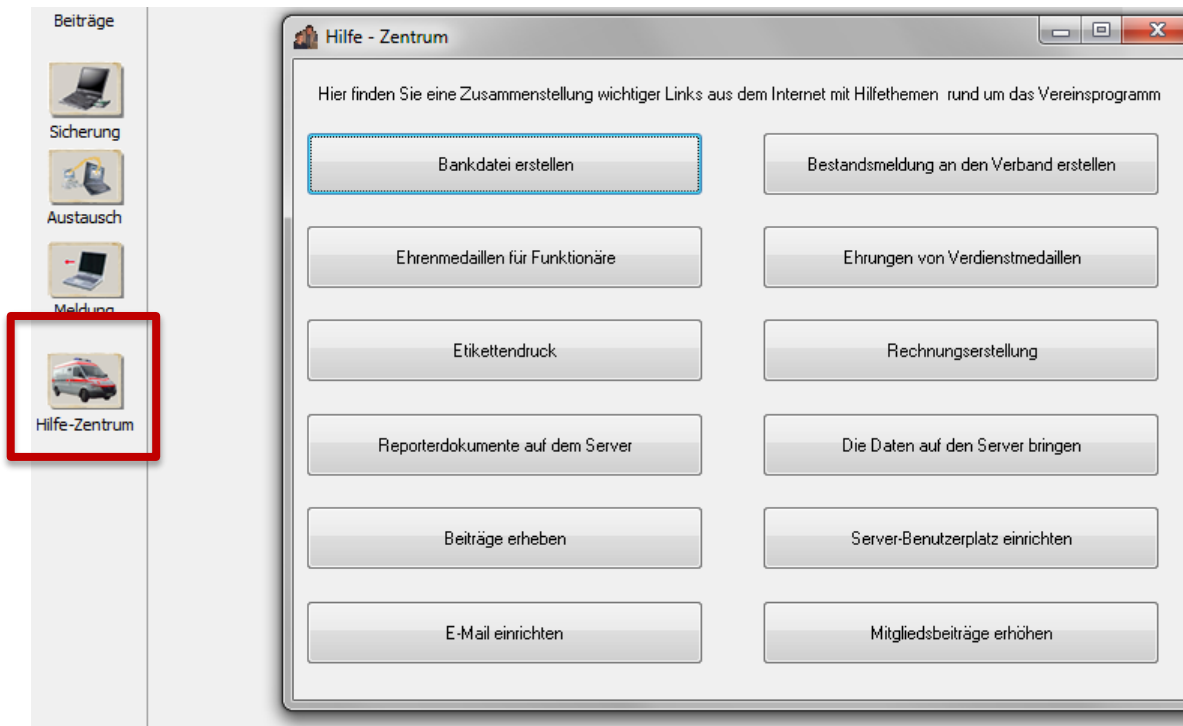 Beiträge
Sicherung
Austausch
Meldung
Hilfe-Zentrum
Hilfe - Zentrum
Hier finden Sie eine Zusammenstellung wichtiger Links aus dem Internet mit Hilfethemen rund um das Vereinsprogramm
Bankdatei erstellen
Bestandsmeldung an den Verband erstellen
Ehrenmedaillen für Funktionäre
Ehrungen von Verdienstmedaillen
Etikettendruck
Rechnungserstellung
Reporterdokumente auf dem Server
Die Daten auf den Server bringen
Beiträge erheben
Server-Benutzerplatz einrichten
E-Mail einrichten
Mitgliedsbeiträge erhöhen